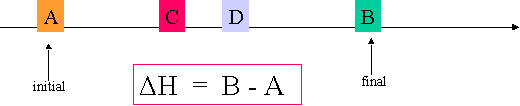 A C D B
initial final
ΔH = B - A